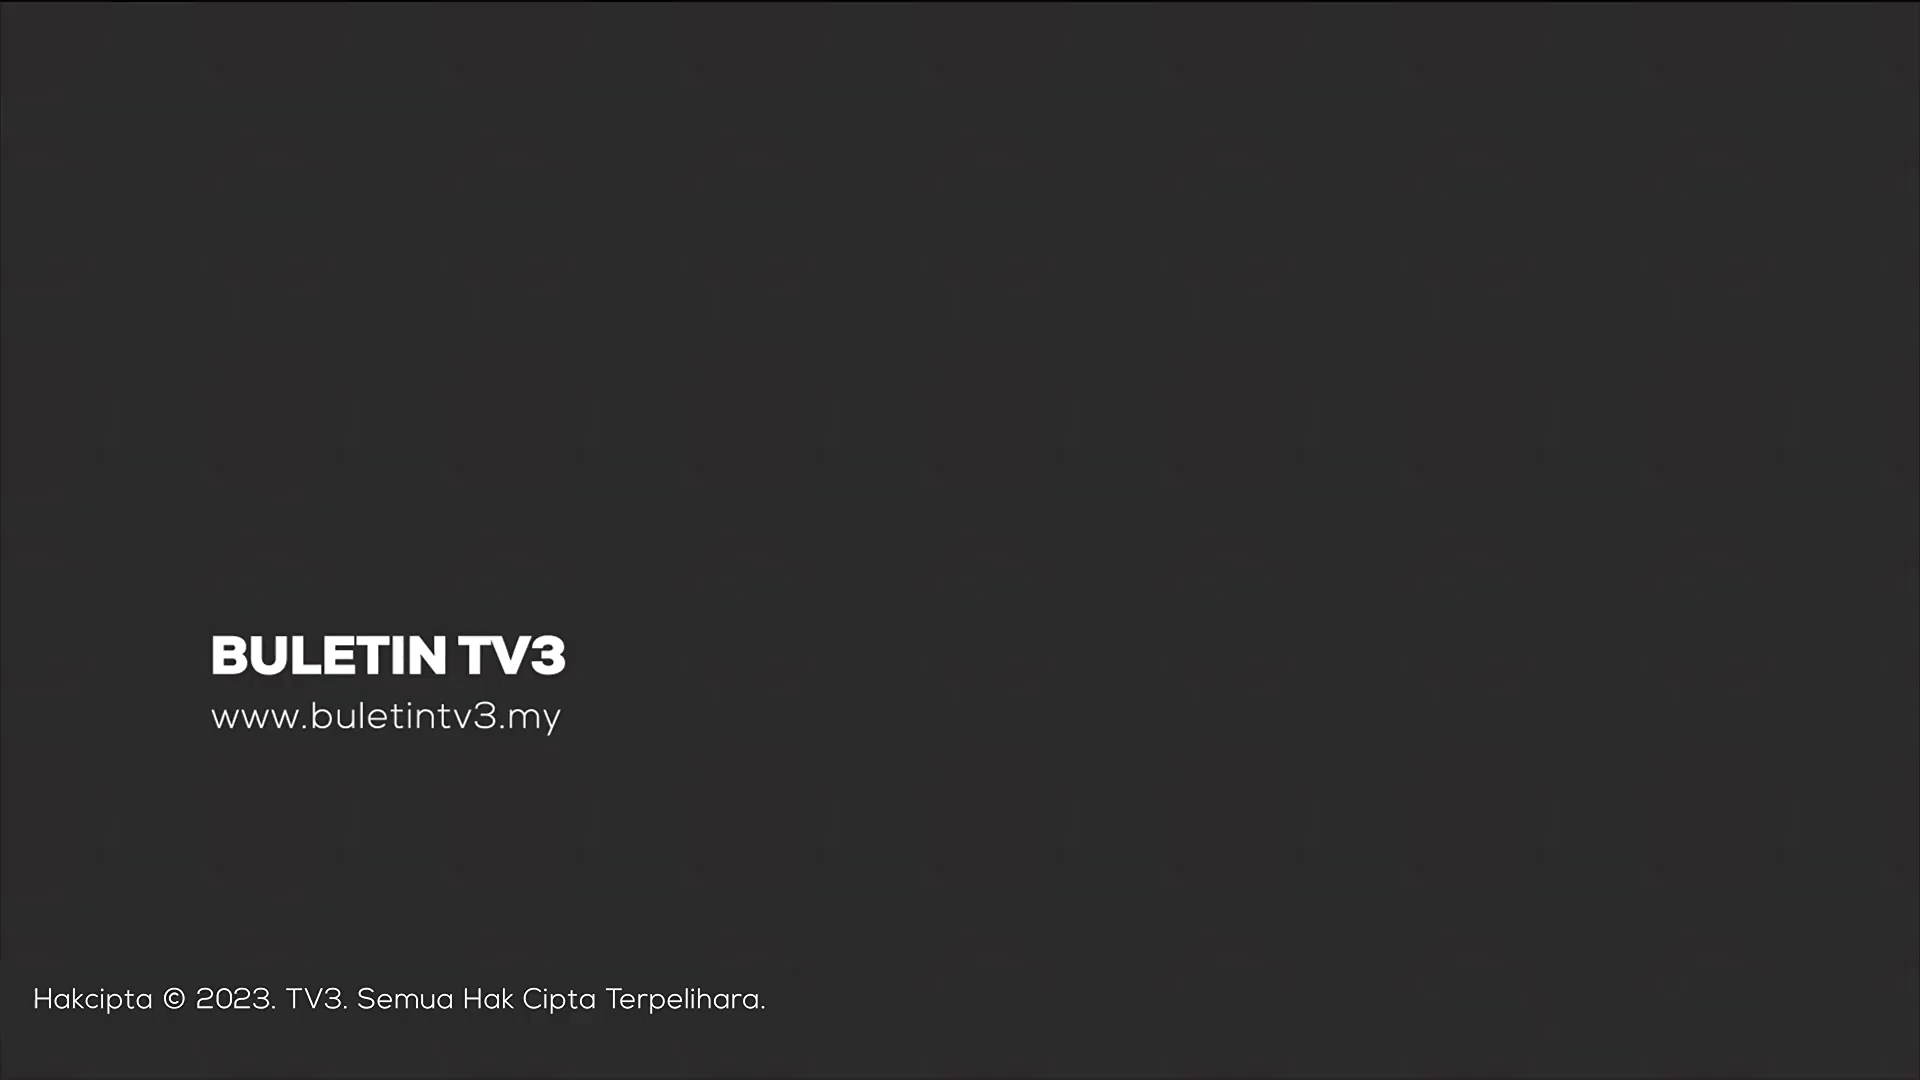 BULETIN TV3
www.buletintv3.my
Hakcipta © 2023. TV3. Semua Hak Cipta Terpelihara.